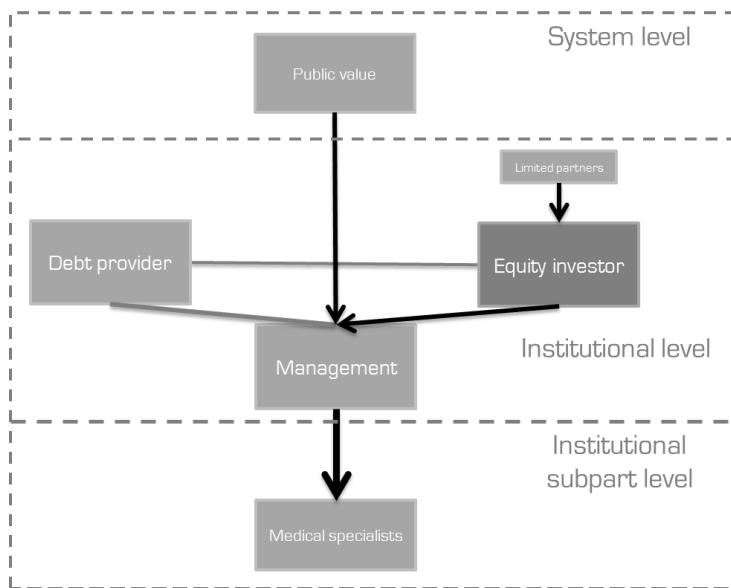 System level
Public value
Limited partners
Debt provider
Equity investor
Institutional level
Management
Institutional
subpart level
Medical specialists